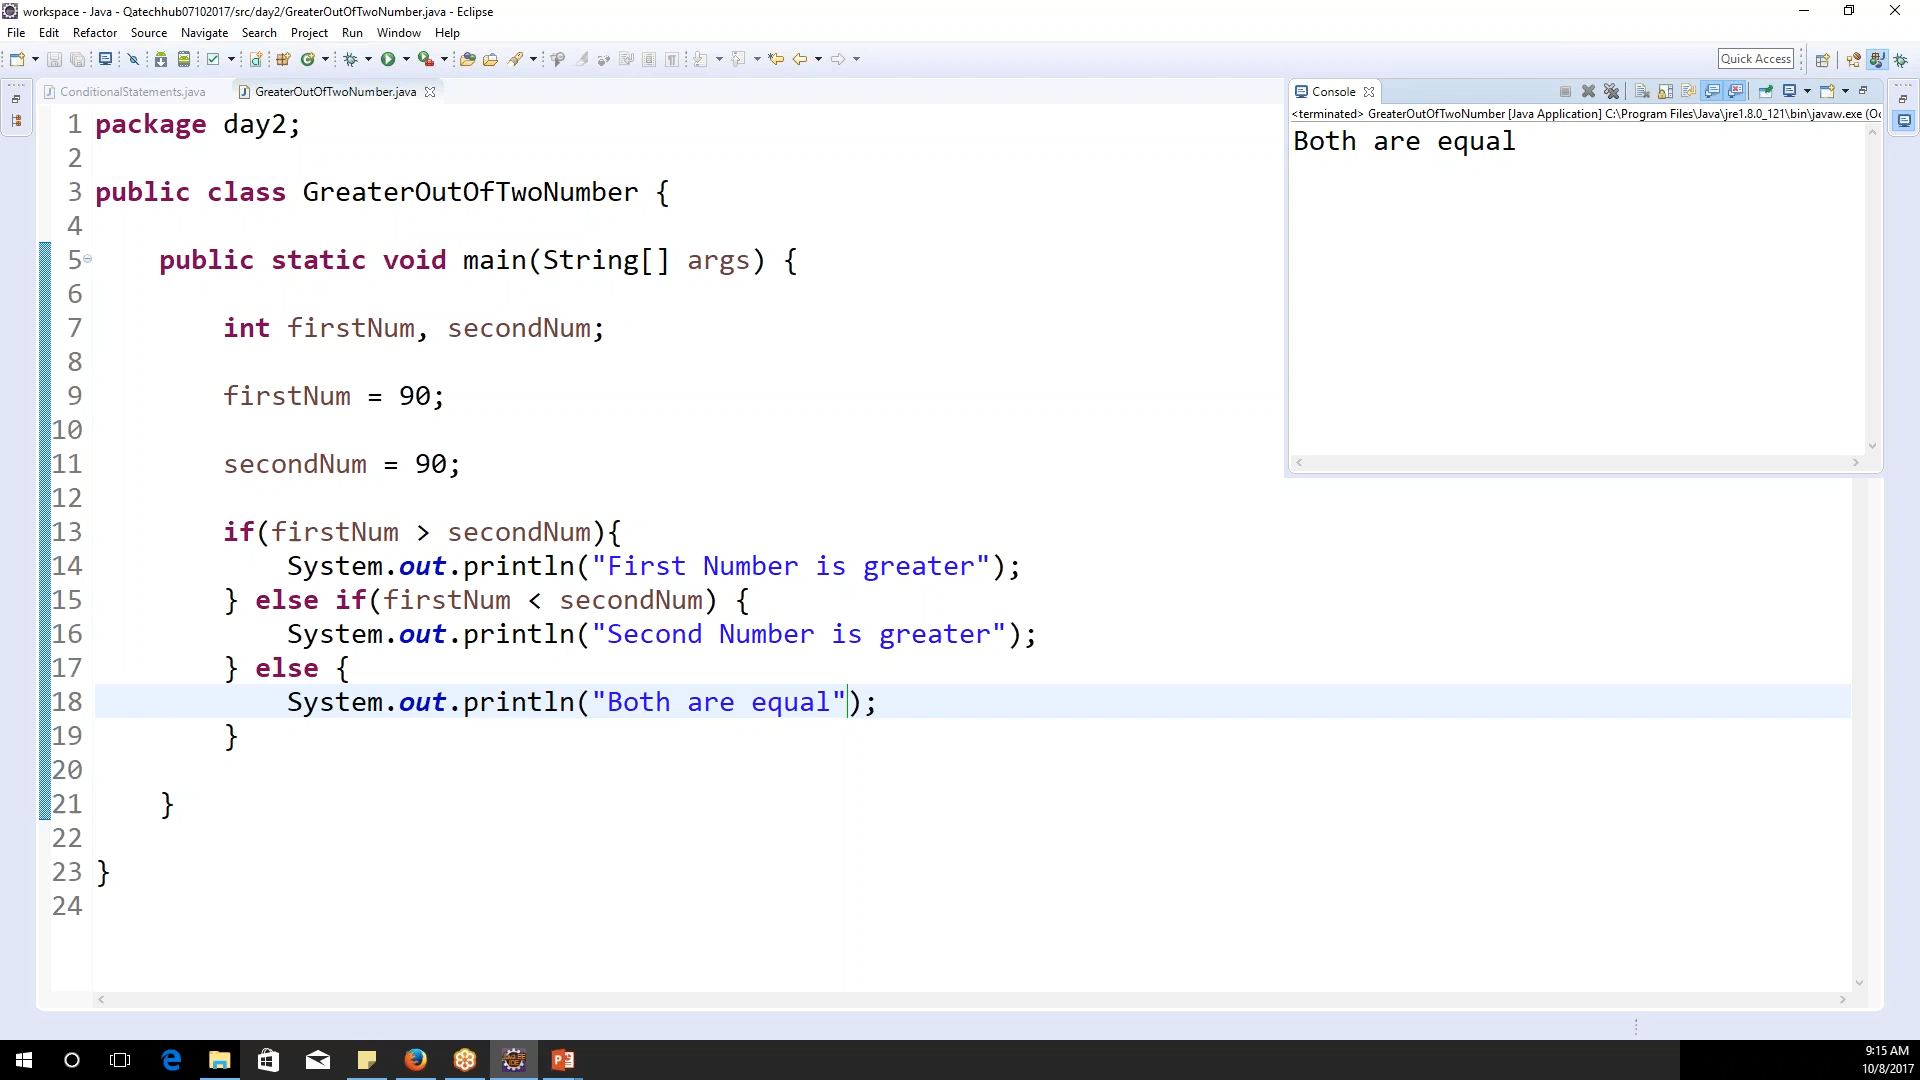 workspace - Java - Qatechhub07102017/src/day2/GreaterOutOfTwoNumber.java - Eclipse
File Edit Refactor Source Navigate Search Project Run Window Help
Quick Access
ConditionalStatements.java GreaterOutOfTwoNumber.java
1 package day2;
2
3 public class GreaterOutOfTwoNumber {
4
5 public static void main(String[] args) {
6
7 int firstNum, secondNum;
8
9 firstNum = 90;
10
11 secondNum = 90;
12
13 if(firstNum > secondNum){
14 System.out.println("First Number is greater");
15 } else if(firstNum < secondNum) {
16 System.out.println("Second Number is greater");
17 } else {
18 System.out.println("Both are equal");
19 }
20
21 }
22
23 }
24
Console
<terminated> GreaterOutOfTwoNumber [Java Application] C:\Program Files\Java\jre1.8.0_121\bin\javaw.exe (Oc
Both are equal
9:15 AM
10/8/2017